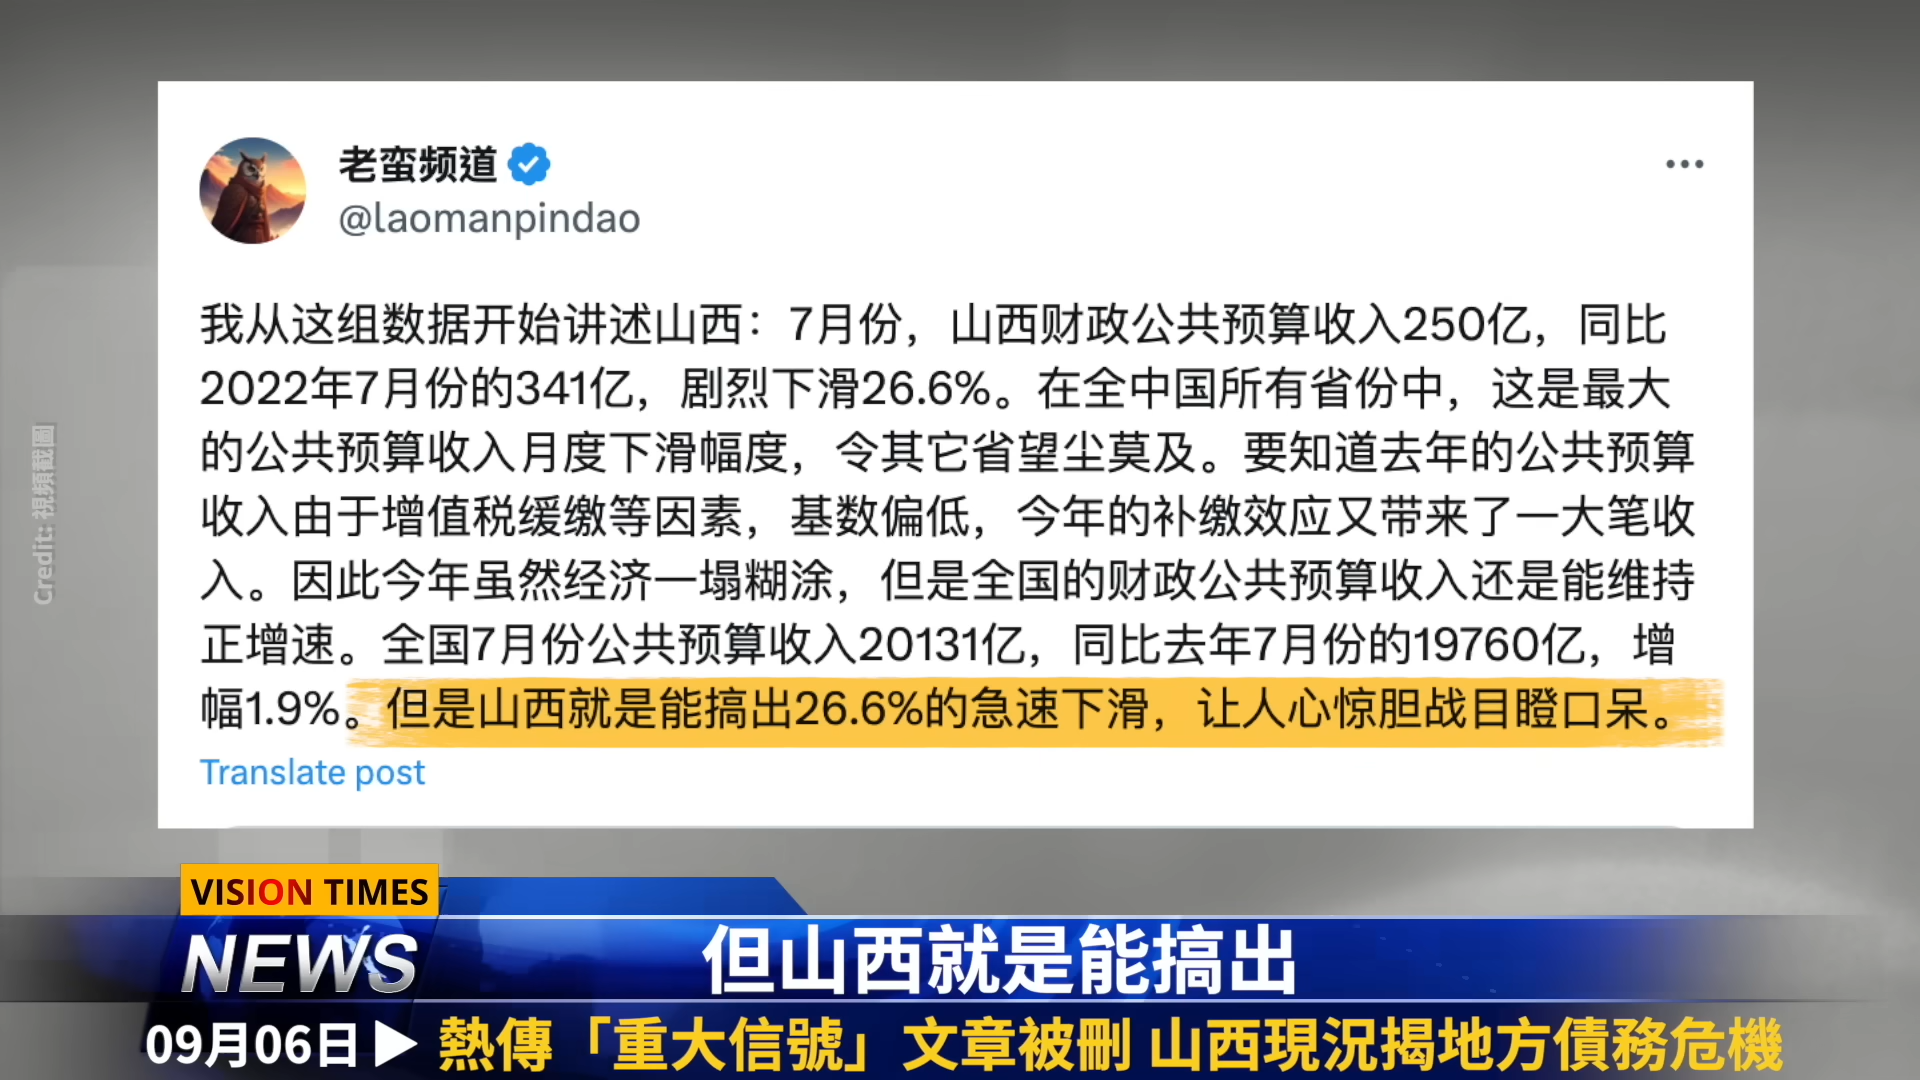 老蛮频道
@laomanpindao
我从这组数据开始讲述山西：7月份，山西财政公共预算收入250亿，同比
2022年7月份的341亿，剧烈下滑26.6%。在全中国所有省份中，这是最大
的公共预算收入月度下滑幅度，令其它省望尘莫及。要知道去年的公共预算
收入由于增值税缓缴等因素，基数偏低，今年的补缴效应又带来了一大笔收
入。因此今年虽然经济一塌糊涂，但是全国的财政公共预算收入还是能维持
正增速。全国7月份公共预算收入20131亿，同比去年7月份的19760亿，增
幅1.9%。但是山西就是能搞出26.6%的急速下滑，让人心惊胆战目瞪口呆。
Translate post
Credit: 視頻截圖
VISION TIMES
NEWS
但山西就是能搞出
09月06日 ▶ 熱傳「重大信號」文章被刪 山西現況揭地方債務危機